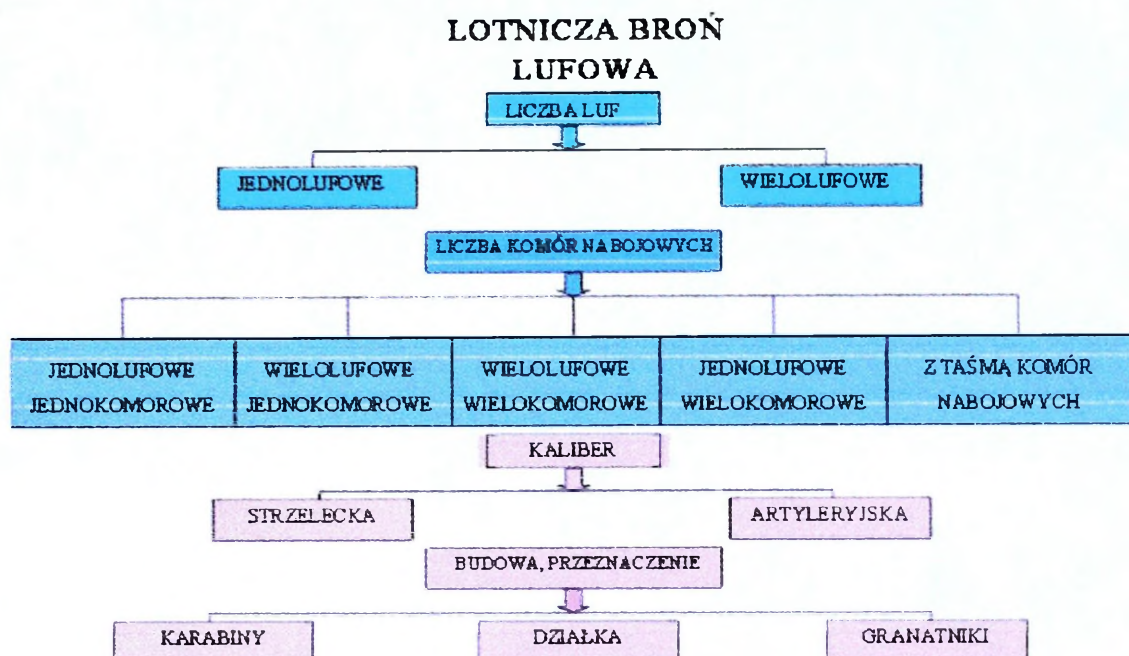 LOTNICZA BROŃ
LUFOWA
LICZBA LUF
JEDNOLUFOWE
WIELOLUFOWE
LICZBA KOMÓR NABOJOWYCH
JEDNOLUFOWE
JEDNOKOMOROWE
WIELOLUFOWE
JEDNOKOMOROWE
WIELOLUFOWE
WIELOKOMOROWE
JEDNOLUFOWE
WIELOKOMOROWE
Z TAŚMĄ KOMÓR
NABOJOWYCH
KALIBER
STRZELECKA
ARTYLERYJSKA
BUDOWA, PRZEZNACZENIE
KARABINY
DZIAŁKA
GRANATNIKI